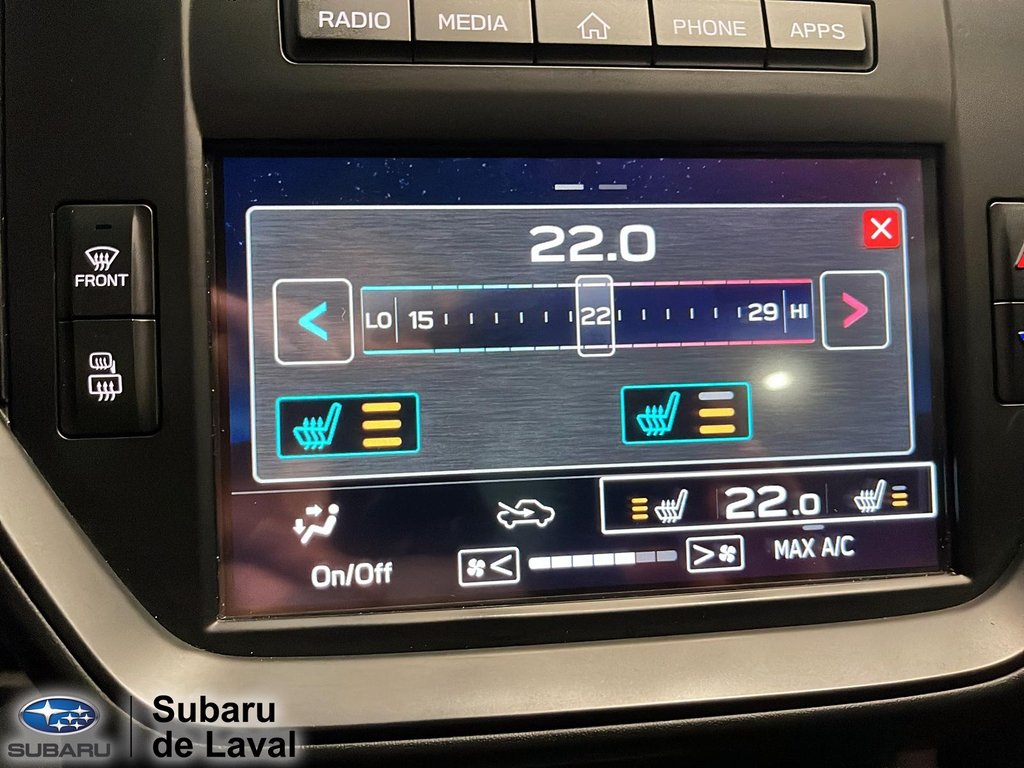 RADIO MEDIA PHONE APPS
22.0
FRONT
LO 15 22 29 HI
22.0
On/Off
MAX A/C
SUBARU
Subaru
de Laval